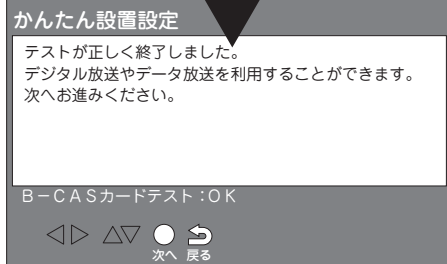 かんたん設置設定
テストが正しく終了しました。
デジタル放送やデータ放送を利用することができます。
次へお進みください。
B－CASカードテスト：OK
次へ 戻る